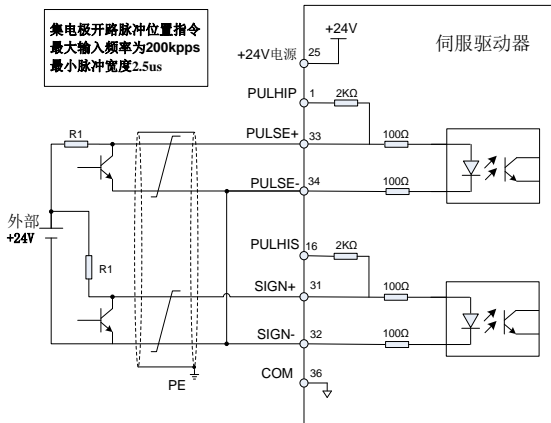 集电极开路脉冲位置指令
最大输入频率为200kpps
最小脉冲宽度2.5us
+24V
伺服驱动器
+24V电源
25
PULHIP
1
2KΩ
R1
PULSE+
33
100Ω
PULSE-
34
100Ω
外部
+24V
PULHIS
16
2KΩ
R1
SIGN+
31
100Ω
SIGN-
32
100Ω
COM
36
PE